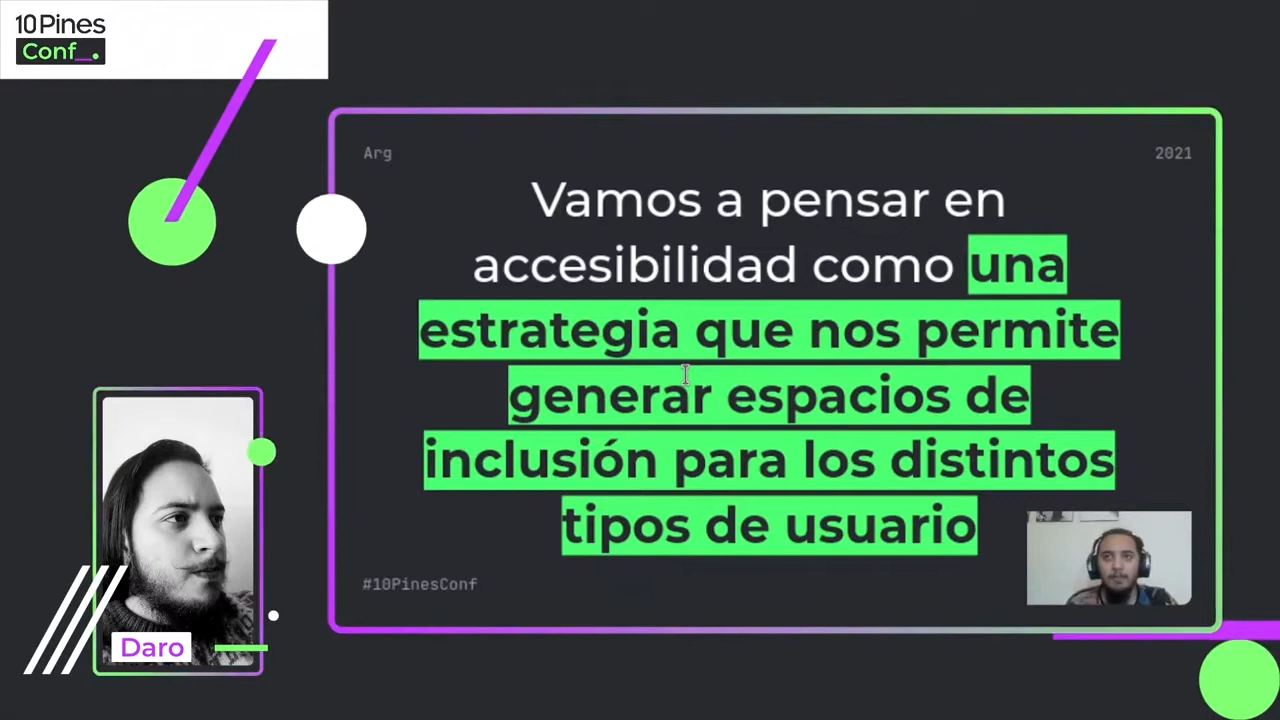 10Pines
Conf_.
Arg
2021
Vamos a pensar en
accesibilidad como una
estrategia que nos permite
generar espacios de
inclusión para los distintos
tipos de usuario
#10PinesConf
Daro